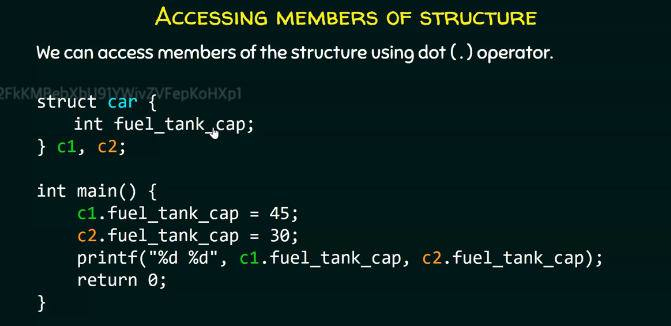 ACCESSING MEMBERS OF STRUCTURE
We can access members of the structure using dot (.) operator.
struct car {
    int fuel_tank_cap;
} c1, c2;
int main() {
    c1.fuel_tank_cap = 45;
    c2.fuel_tank_cap = 30;
    printf("%d %d", c1.fuel_tank_cap, c2.fuel_tank_cap);
    return 0;
}